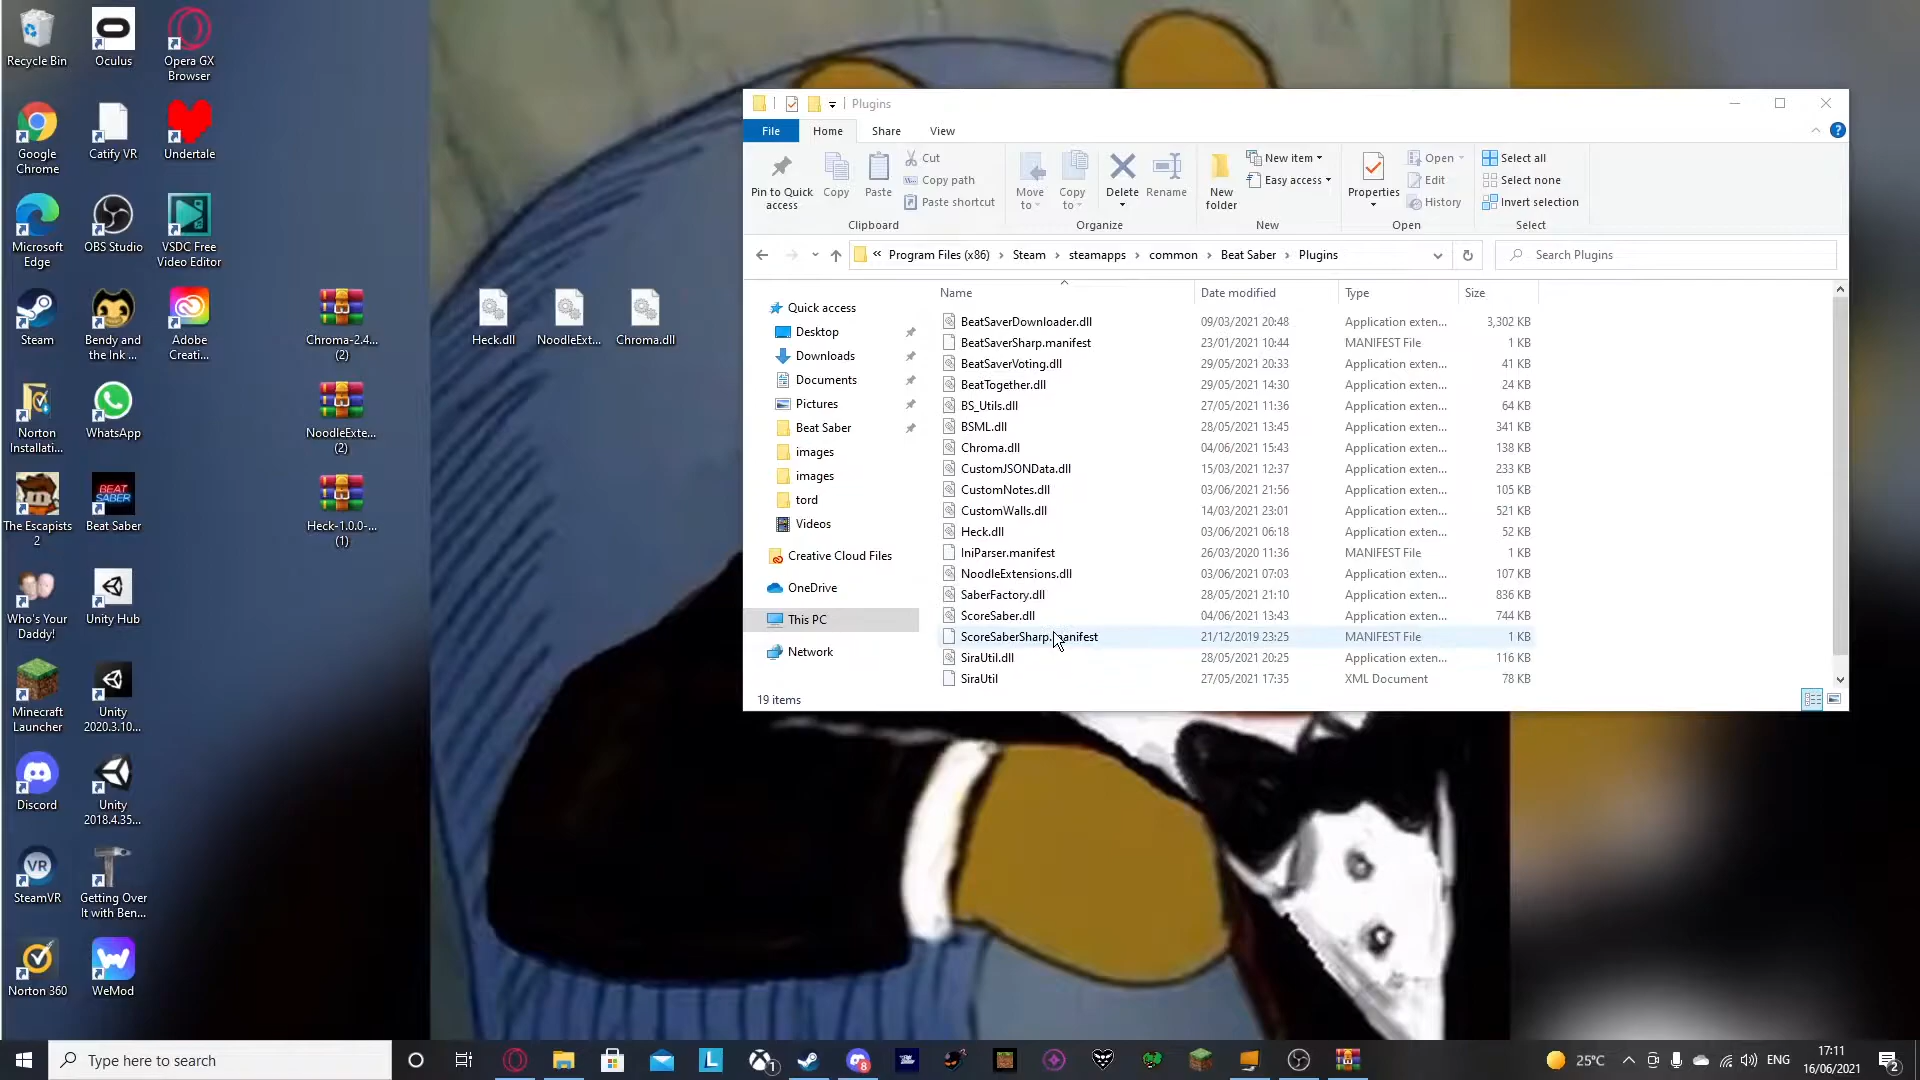 Recycle Bin
Oculus
Opera GX
Browser
Google
Chrome
Catify VR
Undertale
Microsoft
Edge
OBS Studio
VSDC Free
Video Editor
Steam
Bendy and
the Ink ...
Adobe
Creati...
Chroma-2.4...
(2)
Heck.dll
NoodleExt...
Chroma.dll
Norton
Installati...
WhatsApp
NoodleExte...
(2)
The Escapists
2
BEAT
SABER
Beat Saber
Heck-1.0.0-...
(1)
Who's Your
Daddy!
Unity Hub
Minecraft
Launcher
Unity
2020.3.10...
Discord
Unity
2018.4.35...
VR
SteamVR
Getting Over
It with Ben...
Norton 360
WeMod
Plugins
File
Home
Share
View
Pin to Quick
access
Copy
Paste
Cut
Copy path
Paste shortcut
Clipboard
Move
to
Copy
to
Delete
Rename
Organize
New
folder
New item
Easy access
New
Properties
Open
Edit
History
Open
Select all
Select none
Invert selection
Select
« Program Files (x86) › Steam › steamapps › common › Beat Saber › Plugins
Search Plugins
Quick access
Desktop
Downloads
Documents
Pictures
Beat Saber
images
images
tord
Videos
Creative Cloud Files
OneDrive
This PC
Network
Name Date modified Type Size
BeatSaverDownloader.dll 09/03/2021 20:48 Application exten... 3,302 KB
BeatSaverSharp.manifest 23/01/2021 10:44 MANIFEST File 1 KB
BeatSaverVoting.dll 29/05/2021 20:33 Application exten... 41 KB
BeatTogether.dll 29/05/2021 14:30 Application exten... 24 KB
BS_Utils.dll 27/05/2021 11:36 Application exten... 64 KB
BSML.dll 28/05/2021 13:45 Application exten... 341 KB
Chroma.dll 04/06/2021 15:43 Application exten... 138 KB
CustomJSONData.dll 15/03/2021 12:37 Application exten... 233 KB
CustomNotes.dll 03/06/2021 21:56 Application exten... 105 KB
CustomWalls.dll 14/03/2021 23:01 Application exten... 521 KB
Heck.dll 03/06/2021 06:18 Application exten... 52 KB
IniParser.manifest 26/03/2020 11:36 MANIFEST File 1 KB
NoodleExtensions.dll 03/06/2021 07:03 Application exten... 107 KB
SaberFactory.dll 28/05/2021 21:10 Application exten... 836 KB
ScoreSaber.dll 04/06/2021 13:43 Application exten... 744 KB
ScoreSaberSharp.manifest 21/12/2019 23:25 MANIFEST File 1 KB
SiraUtil.dll 28/05/2021 20:25 Application exten... 116 KB
SiraUtil 27/05/2021 17:35 XML Document 78 KB
19 items
Type here to search
L
1
8
25°C
ENG
17:11
16/06/2021
2